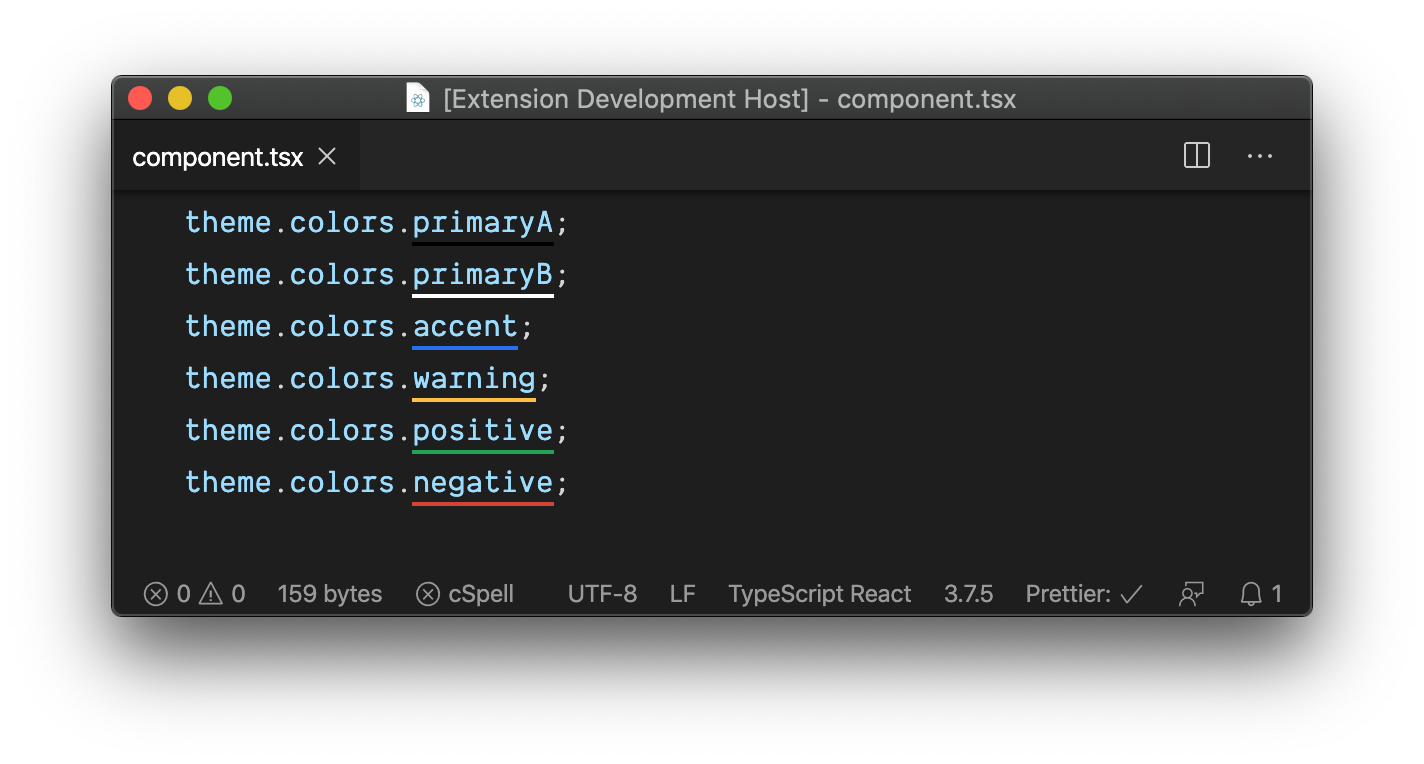 [Extension Development Host] - component.tsx
component.tsx
theme.colors.primaryA;
theme.colors.primaryB;
theme.colors.accent;
theme.colors.warning;
theme.colors.positive;
theme.colors.negative;
0 0 159 bytes cSpell UTF-8 LF TypeScript React 3.7.5 Prettier: ✓ 1